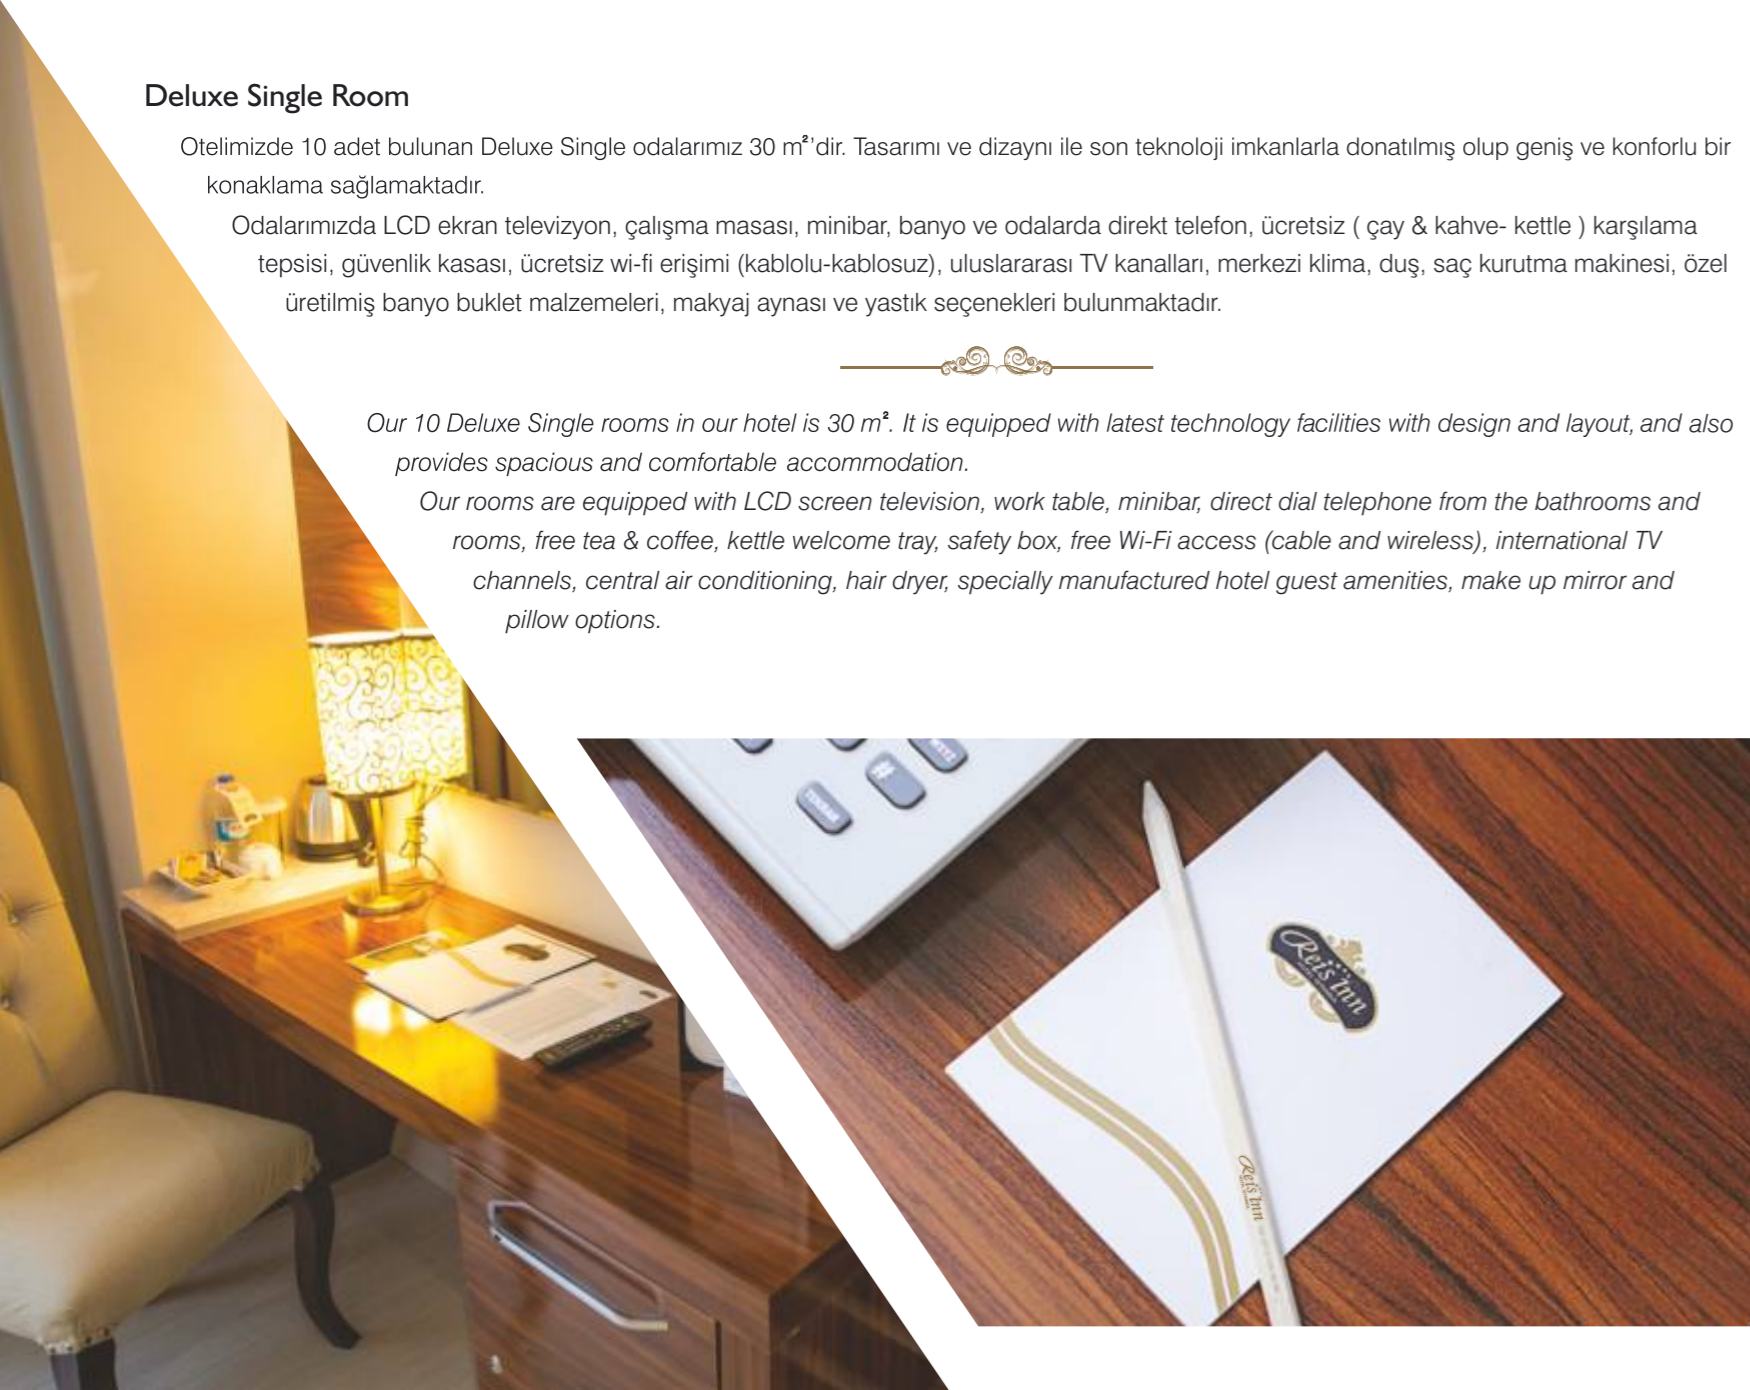 Deluxe Single Room
Otelimizde 10 adet bulunan Deluxe Single odalarımız 30 m²'dir. Tasarımı ve dizaynı ile son teknoloji imkanlarla donatılmış olup geniş ve konforlu bir
konaklama sağlamaktadır.
Odalarımızda LCD ekran televizyon, çalışma masası, minibar, banyo ve odalarda direkt telefon, ücretsiz ( çay & kahve- kettle ) karşılama
tepsisi, güvenlik kasası, ücretsiz wi-fi erişimi (kablolu-kablosuz), uluslararası TV kanalları, merkezi klima, duş, saç kurutma makinesi, özel
üretilmiş banyo buklet malzemeleri, makyaj aynası ve yastık seçenekleri bulunmaktadır.
Our 10 Deluxe Single rooms in our hotel is 30 m². It is equipped with latest technology facilities with design and layout, and also
provides spacious and comfortable accommodation.
Our rooms are equipped with LCD screen television, work table, minibar, direct dial telephone from the bathrooms and
rooms, free tea & coffee, kettle welcome tray, safety box, free Wi-Fi access (cable and wireless), international TV
channels, central air conditioning, hair dryer, specially manufactured hotel guest amenities, make up mirror and
pillow options.
#
Reis Inn
Reis Inn